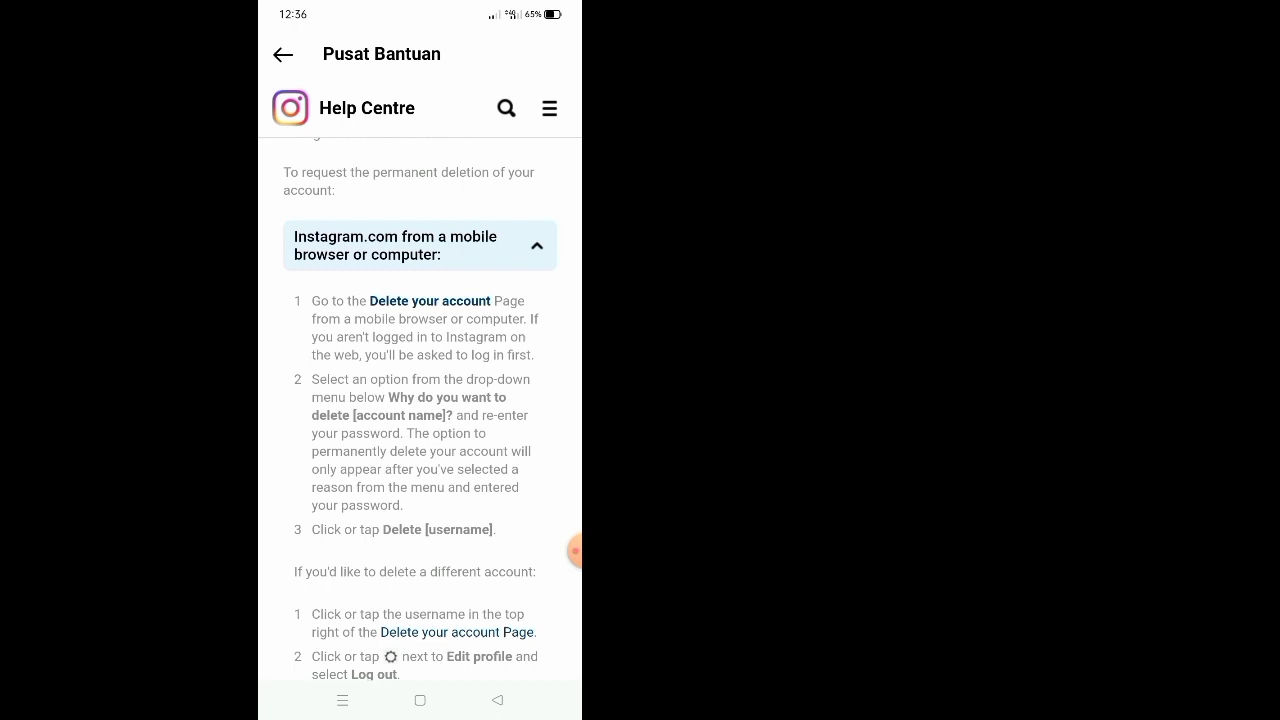 12:36
65%
Pusat Bantuan
Help Centre
To request the permanent deletion of your
account:
Instagram.com from a mobile
browser or computer:
1 Go to the Delete your account Page
from a mobile browser or computer. If
you aren't logged in to Instagram on
the web, you'll be asked to log in first.
2 Select an option from the drop-down
menu below Why do you want to
delete [account name]? and re-enter
your password. The option to
permanently delete your account will
only appear after you've selected a
reason from the menu and entered
your password.
3 Click or tap Delete [username].
If you'd like to delete a different account:
1 Click or tap the username in the top
right of the Delete your account Page.
2 Click or tap next to Edit profile and
select Log out.